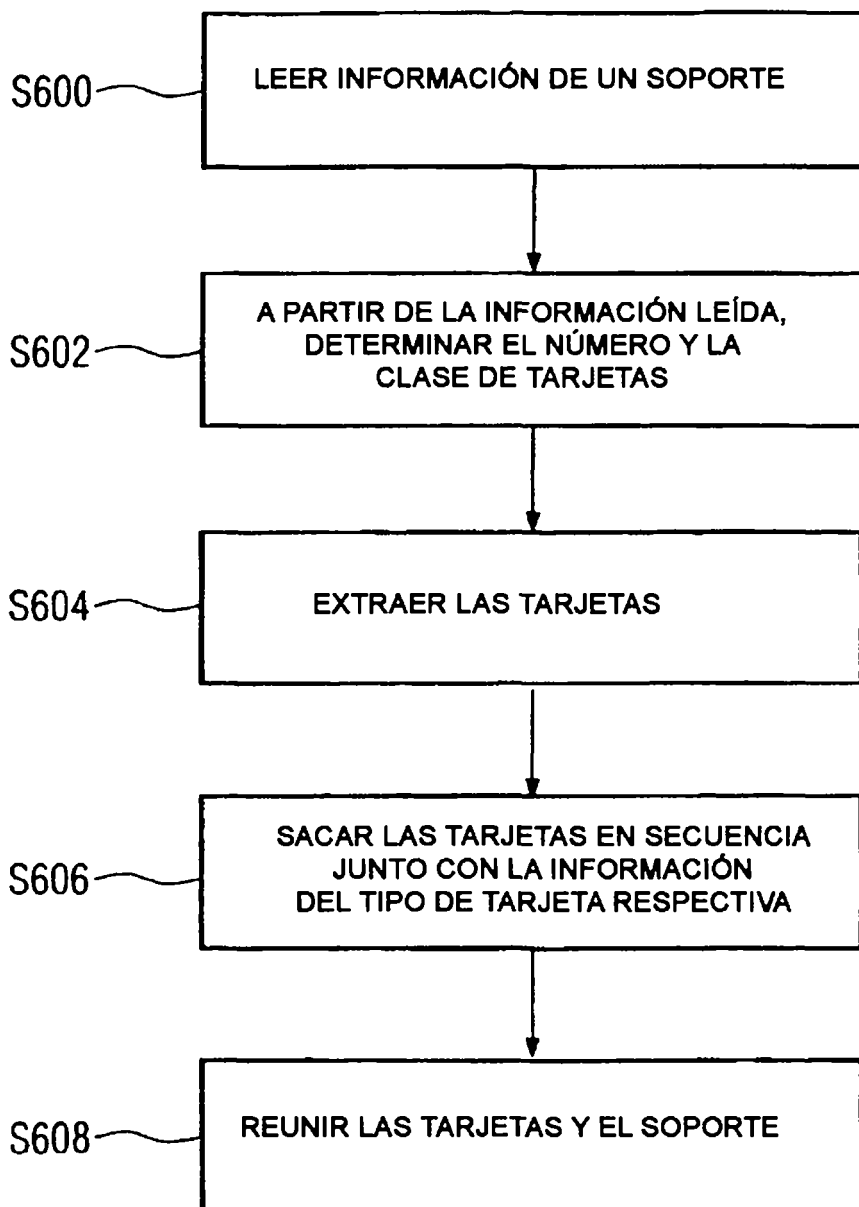 S600
LEER INFORMACIÓN DE UN SOPORTE
S602
A PARTIR DE LA INFORMACIÓN LEÍDA,
DETERMINAR EL NÚMERO Y LA
CLASE DE TARJETAS
S604
EXTRAER LAS TARJETAS
S606
SACAR LAS TARJETAS EN SECUENCIA
JUNTO CON LA INFORMACIÓN
DEL TIPO DE TARJETA RESPECTIVA
S608
REUNIR LAS TARJETAS Y EL SOPORTE